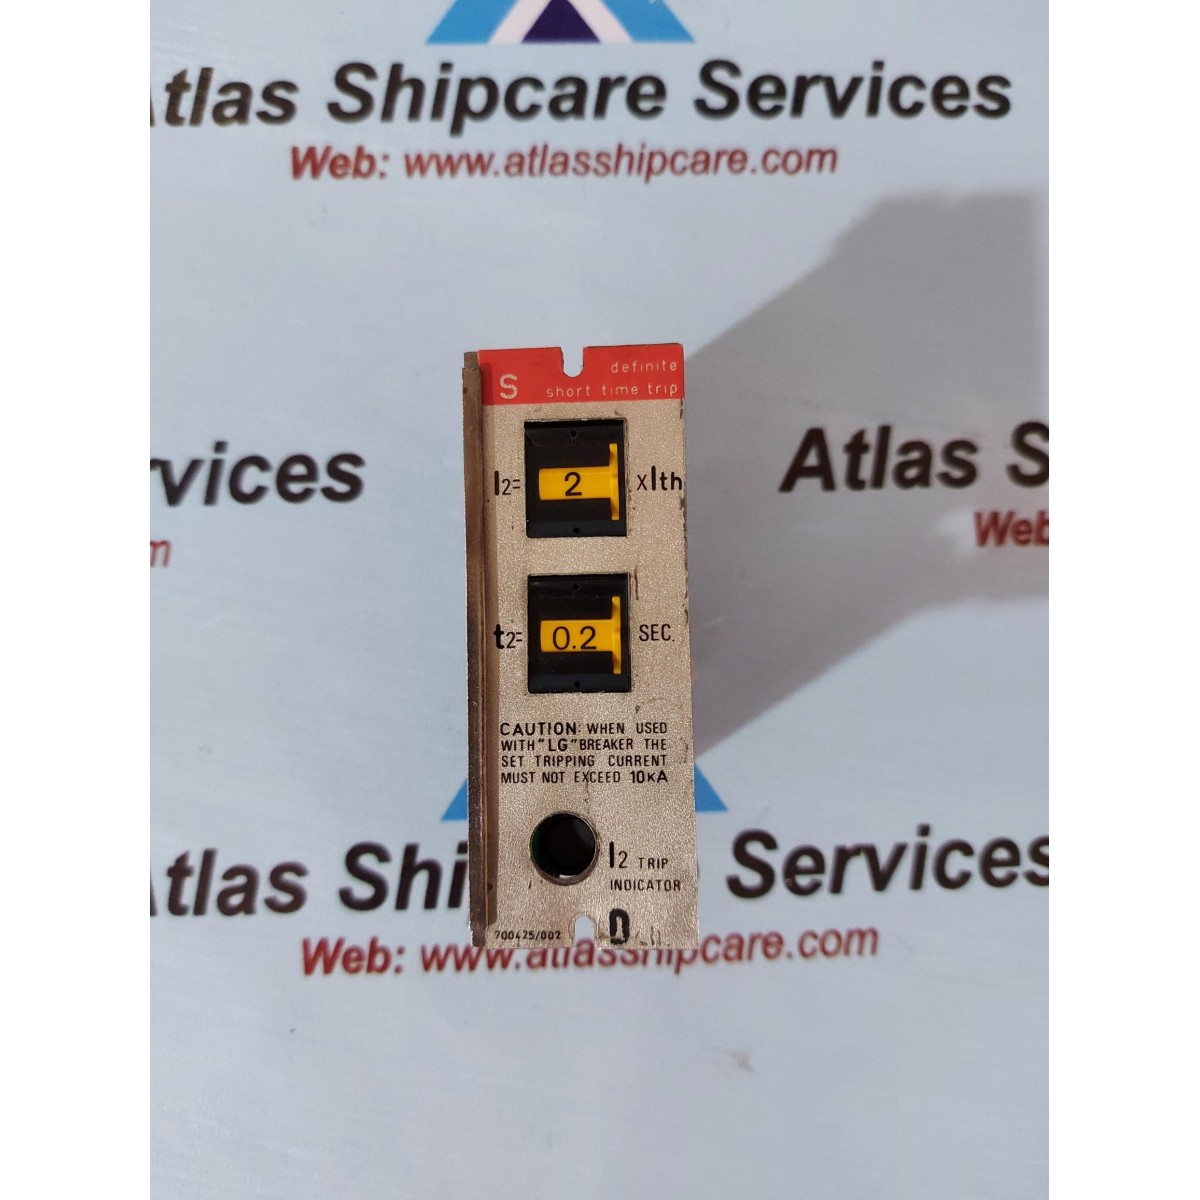 Atlas Shipcare Services
Web: www.atlasshipcare.com
rvices
Atlas S
m
Web
S definite
short time trip
I2= 2 xIth
t2= 0.2 SEC.
CAUTION: WHEN USED
WITH "LG" BREAKER THE
SET TRIPPING CURRENT
MUST NOT EXCEED 10kA
I2 TRIP
INDICATOR
700425/002 D
Atlas Shi Services
Web: www.atlasshipcare.com